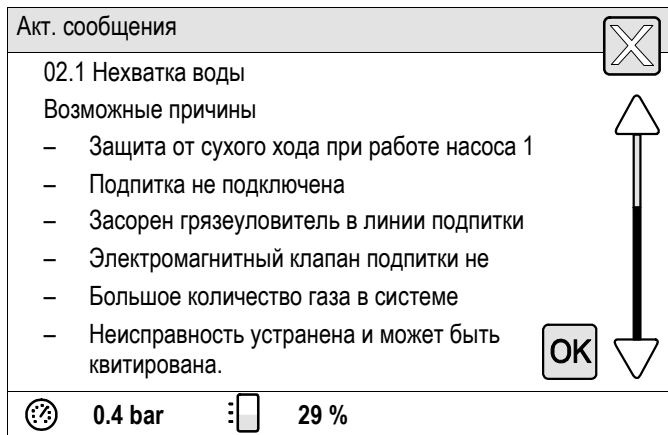 Акт. сообщения
02.1 Нехватка воды
Возможные причины
– Защита от сухого хода при работе насоса 1
– Подпитка не подключена
– Засорен грязеуловитель в линии подпитки
– Электромагнитный клапан подпитки не
– Большое количество газа в системе
– Неисправность устранена и может быть
квитирована.
OK
0.4 bar 29 %